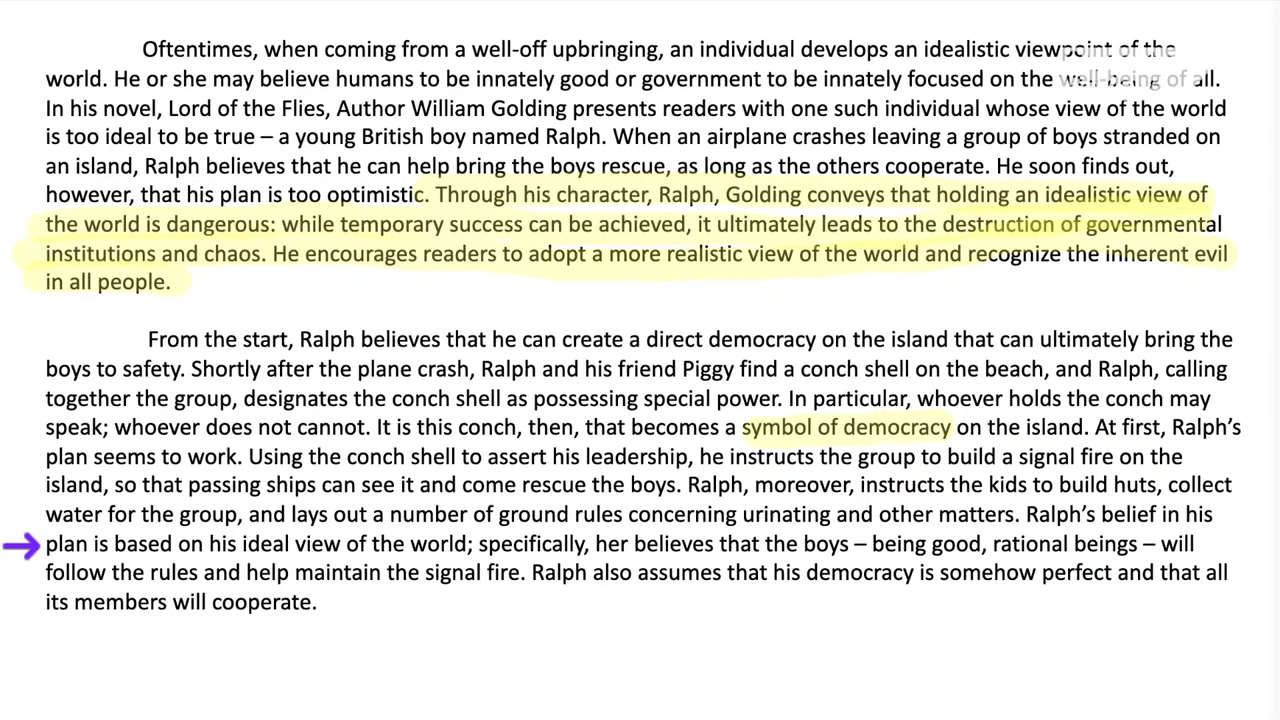 Oftentimes, when coming from a well-off upbringing, an individual develops an idealistic viewpoint of the
world. He or she may believe humans to be innately good or government to be innately focused on the well-being of all.
In his novel, Lord of the Flies, Author William Golding presents readers with one such individual whose view of the world
is too ideal to be true – a young British boy named Ralph. When an airplane crashes leaving a group of boys stranded on
an island, Ralph believes that he can help bring the boys rescue, as long as the others cooperate. He soon finds out,
however, that his plan is too optimistic. Through his character, Ralph, Golding conveys that holding an idealistic view of
the world is dangerous: while temporary success can be achieved, it ultimately leads to the destruction of governmental
institutions and chaos. He encourages readers to adopt a more realistic view of the world and recognize the inherent evil
in all people.
From the start, Ralph believes that he can create a direct democracy on the island that can ultimately bring the
boys to safety. Shortly after the plane crash, Ralph and his friend Piggy find a conch shell on the beach, and Ralph, calling
together the group, designates the conch shell as possessing special power. In particular, whoever holds the conch may
speak; whoever does not cannot. It is this conch, then, that becomes a symbol of democracy on the island. At first, Ralph's
plan seems to work. Using the conch shell to assert his leadership, he instructs the group to build a signal fire on the
island, so that passing ships can see it and come rescue the boys. Ralph, moreover, instructs the kids to build huts, collect
water for the group, and lays out a number of ground rules concerning urinating and other matters. Ralph's belief in his
plan is based on his ideal view of the world; specifically, her believes that the boys – being good, rational beings – will
follow the rules and help maintain the signal fire. Ralph also assumes that his democracy is somehow perfect and that all
its members will cooperate.